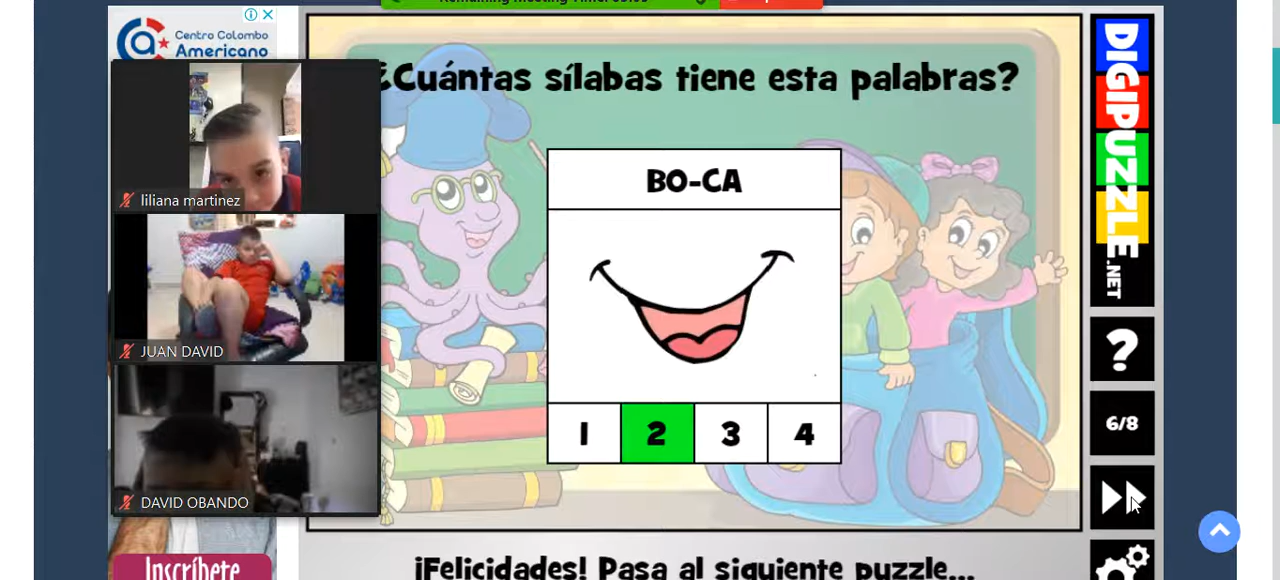 Centro Colombo
Americano
liliana martinez
JUAN DAVID
DAVID OBANDO
Inscríbete
¿Cuántas sílabas tiene esta palabras?
BO-CA
1 2 3 4
¡Felicidades! Pasa al siguiente puzzle...
DIGIPUZZLE.NET
?
6/8